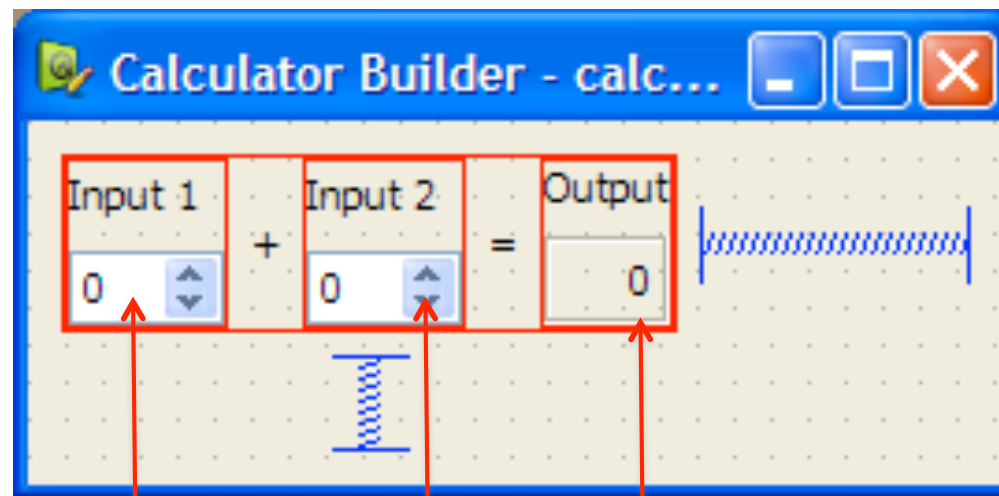 Calculator Builder - calc...
Input 1 Input 2 Output
+ =
0 0 0